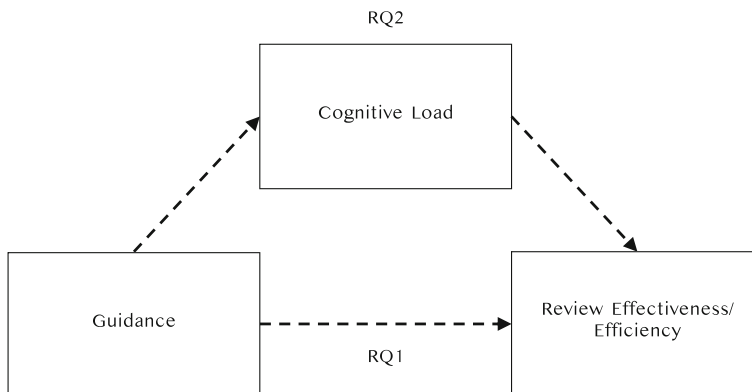 RQ2
Cognitive Load
Guidance
Review Effectiveness/
Efficiency
RQ1